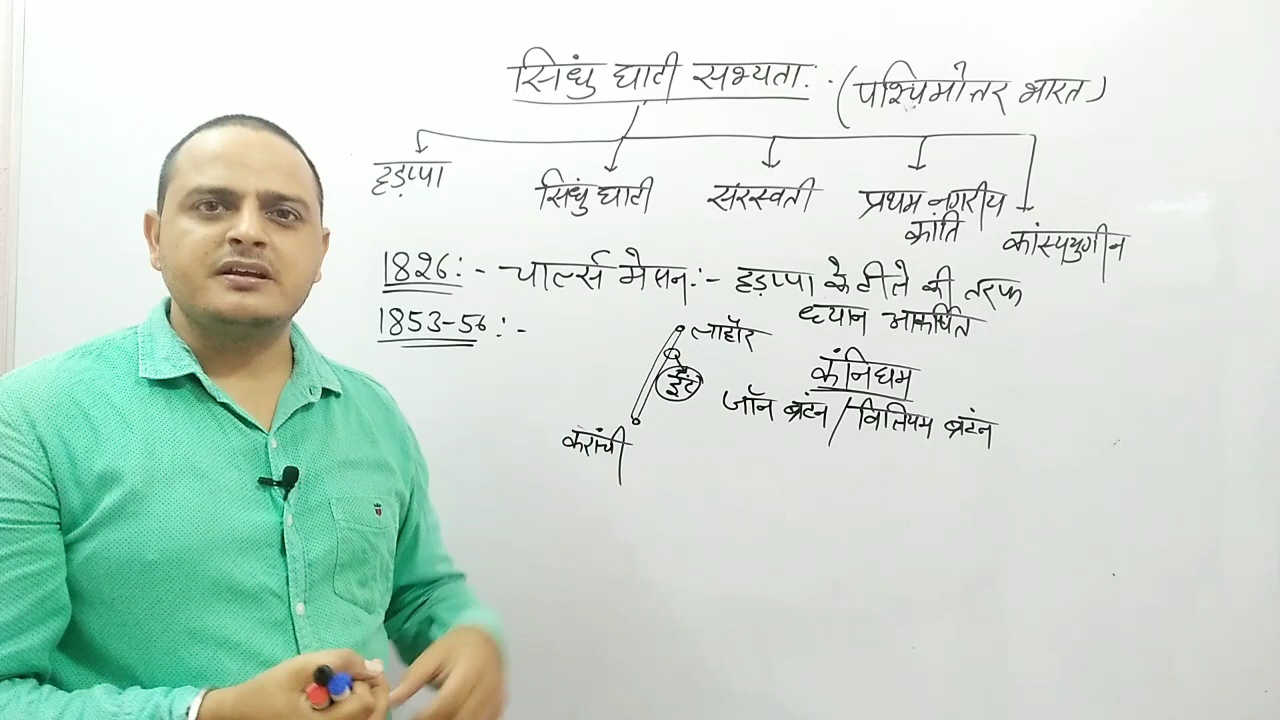 सिंधु घाटी सभ्यता:- (पश्चिमोत्तर भारत)
हड़प्पा
सिंधु घाटी
सरस्वती
प्रथम नगरीय
क्रांति
कांस्ययुगीन
1826:- चार्ल्स मेसन:- हड़प्पा के टीले की तरफ
ध्यान आकर्षित
1853-56:-
लाहौर
ईंटे
करांची
कनिंघम
जॉन ब्रंटन / विलियम ब्रंटन